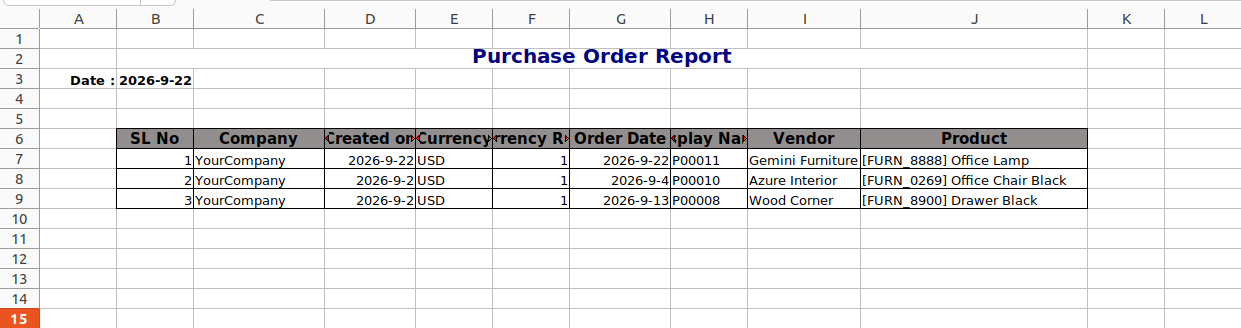 A B C D E F G H I J K L
1
2 Purchase Order Report
3 Date : 2026-9-22
4
5
6 SL No Company Created on Currency rrency R Order Date play Na Vendor Product
7 1 YourCompany 2026-9-22 USD 1 2026-9-22 P00011 Gemini Furniture [FURN_8888] Office Lamp
8 2 YourCompany 2026-9-2 USD 1 2026-9-4 P00010 Azure Interior [FURN_0269] Office Chair Black
9 3 YourCompany 2026-9-2 USD 1 2026-9-13 P00008 Wood Corner [FURN_8900] Drawer Black
10
11
12
13
14
15